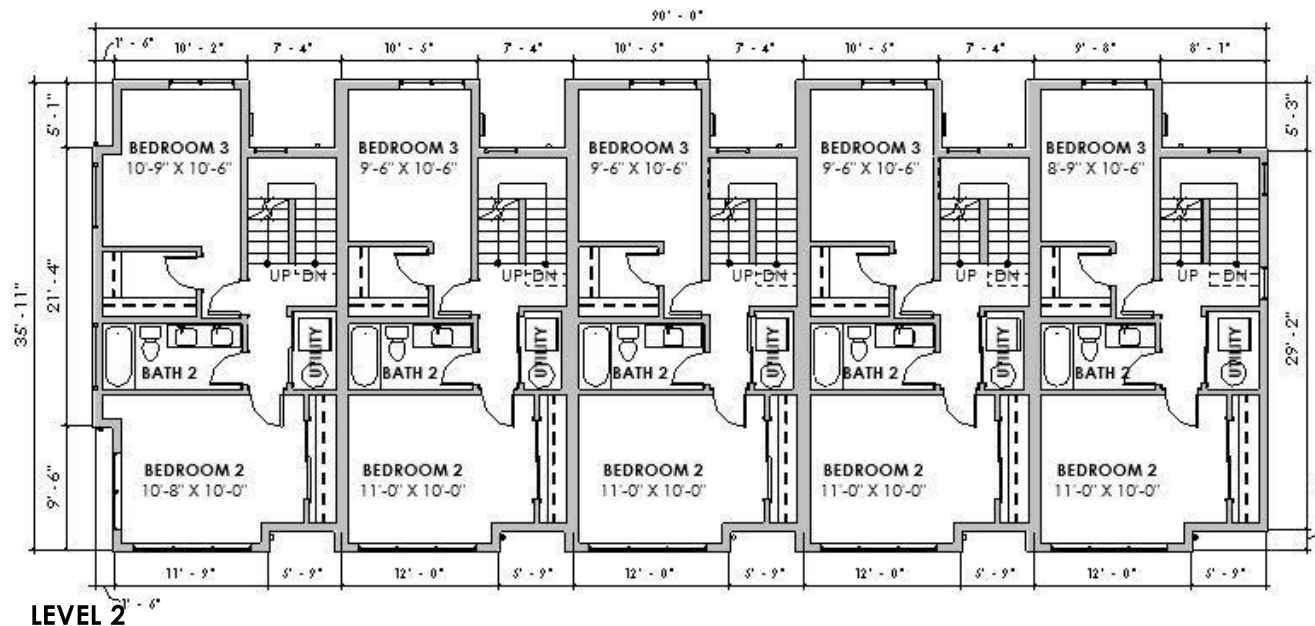 90' - 0"
1' - 6"
10' - 2" 7' - 4" 10' - 5" 7' - 4" 10' - 5" 7' - 4" 10' - 5" 7' - 4" 9' - 8" 8' - 1"
5' - 1"
5' - 3"
BEDROOM 3 BEDROOM 3 BEDROOM 3 BEDROOM 3 BEDROOM 3
10'-9" X 10'-6" 9'-6" X 10'-6" 9'-6" X 10'-6" 9'-6" X 10'-6" 8'-9" X 10'-6"
UP DN UP DN UP DN UP DN UP DN
21' - 4"
35' - 11"
29' - 2"
UTILITY UTILITY UTILITY UTILITY UTILITY
BATH 2 BATH 2 BATH 2 BATH 2 BATH 2
BEDROOM 2 BEDROOM 2 BEDROOM 2 BEDROOM 2 BEDROOM 2
10'-8" X 10'-0" 11'-0" X 10'-0" 11'-0" X 10'-0" 11'-0" X 10'-0" 11'-0" X 10'-0"
9' - 6"
11' - 9" 5' - 9" 12' - 0" 5' - 9" 12' - 0" 5' - 9" 12' - 0" 5' - 9" 12' - 0" 5' - 9"
1' - 6"
LEVEL 2